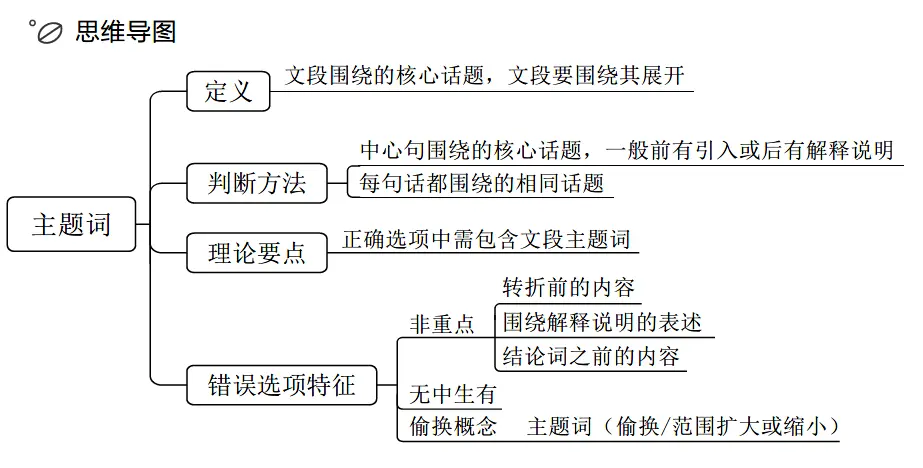 思维导图
主题词
定义
文段围绕的核心话题，文段要围绕其展开
判断方法
中心句围绕的核心话题，一般前有引入或后有解释说明
每句话都围绕的相同话题
理论要点
正确选项中需包含文段主题词
错误选项特征
非重点
转折前的内容
围绕解释说明的表述
结论词之前的内容
无中生有
偷换概念 主题词（偷换/范围扩大或缩小）